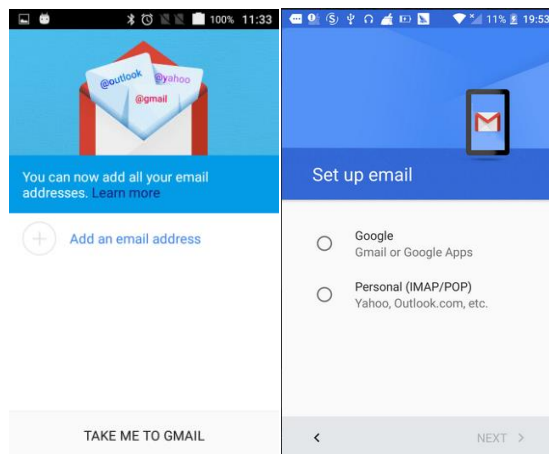 100% 11:33
@outlook
@yahoo
@gmail
You can now add all your email
addresses. Learn more
Add an email address
TAKE ME TO GMAIL
11% 19:53
Set up email
Google
Gmail or Google Apps
Personal (IMAP/POP)
Yahoo, Outlook.com, etc.
NEXT